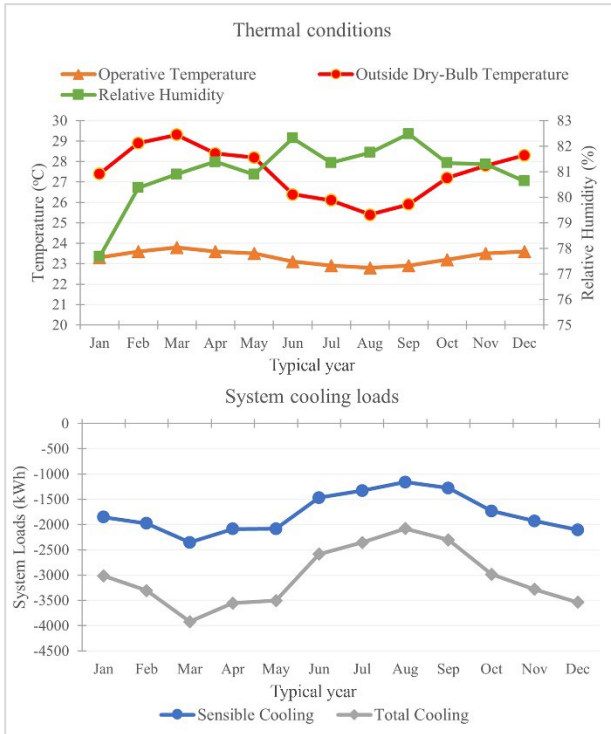 Thermal conditions
Operative Temperature
Outside Dry-Bulb Temperature
Relative Humidity
30
29
28
27
26
25
24
23
22
21
20
Temperature (°C)
83
82
81
80
79
78
77
76
75
Relative Humidity (%)
Jan Feb Mar Apr May Jun Jul Aug Sep Oct Nov Dec
Typical year
System cooling loads
0
-500
-1000
-1500
-2000
-2500
-3000
-3500
-4000
-4500
System Loads (kWh)
Jan Feb Mar Apr May Jun Jul Aug Sep Oct Nov Dec
Typical year
Sensible Cooling
Total Cooling